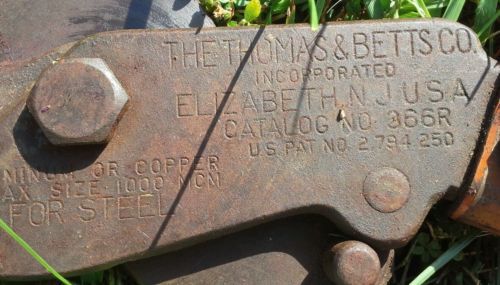 THE THOMAS & BETTS CO.
INCORPORATED
ELIZABETH N.J. U.S.A
CATALOG NO 366R
U.S. PAT NO. 2 794 250
MINUM OR COPPER
AX SIZE-1000 MCM
FOR STEEL